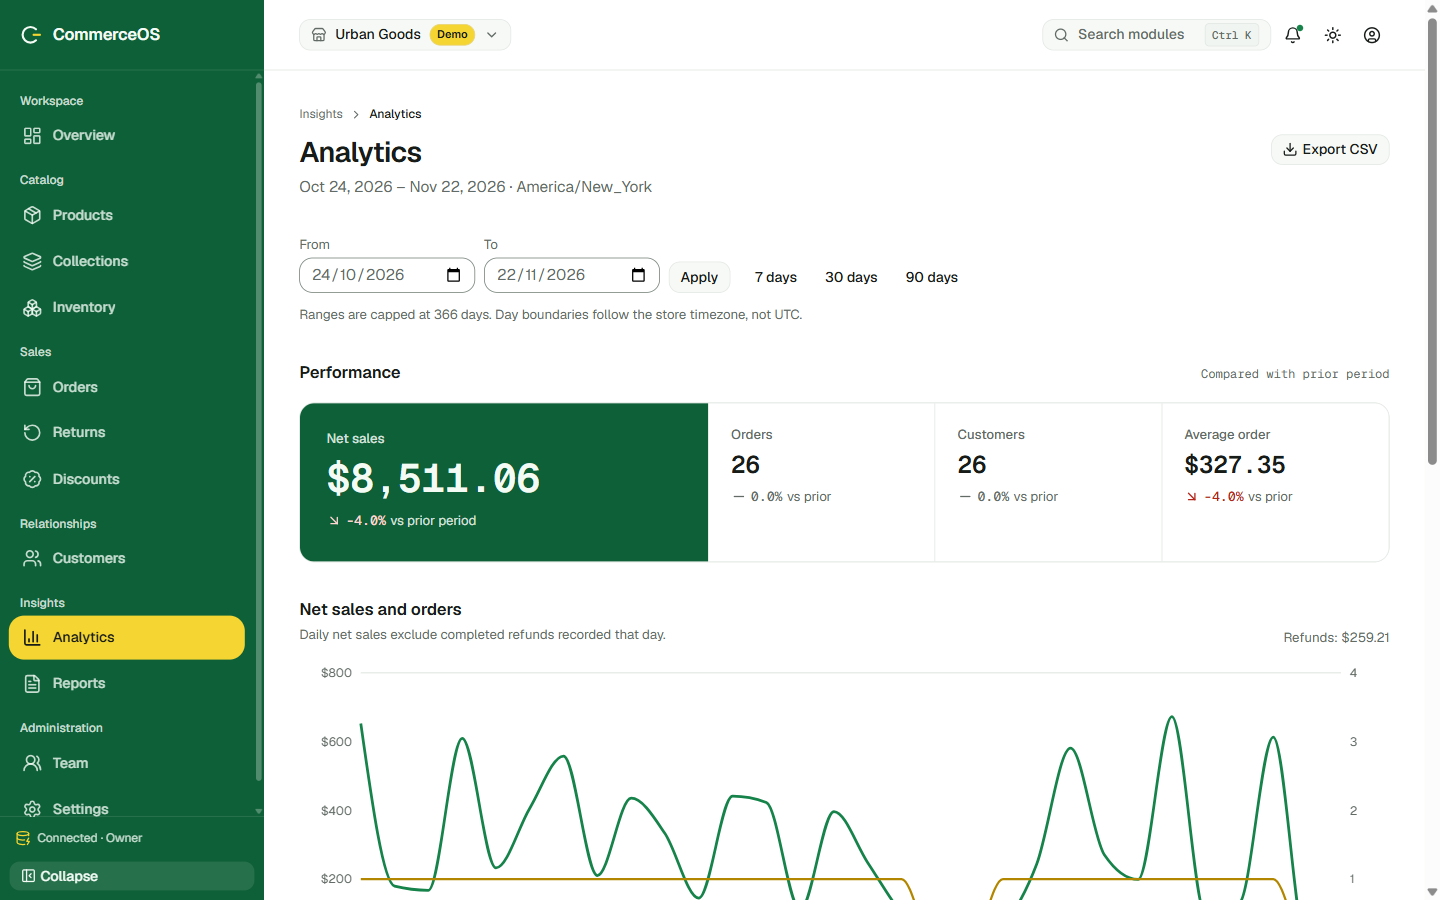 CommerceOS
Workspace
Overview
Catalog
Products
Collections
Inventory
Sales
Orders
Returns
Discounts
Relationships
Customers
Insights
Analytics
Reports
Administration
Team
Settings
Connected · Owner
Collapse
Urban Goods Demo
Search modules Ctrl K
Insights > Analytics
Analytics
Export CSV
Oct 24, 2026 – Nov 22, 2026 · America/New_York
From To
24/10/2026 22/11/2026 Apply 7 days 30 days 90 days
Ranges are capped at 366 days. Day boundaries follow the store timezone, not UTC.
Performance
Compared with prior period
Net sales
$8,511.06
-4.0% vs prior period
Orders
26
— 0.0% vs prior
Customers
26
— 0.0% vs prior
Average order
$327.35
-4.0% vs prior
Net sales and orders
Daily net sales exclude completed refunds recorded that day.
Refunds: $259.21
$800 4
$600 3
$400 2
$200 1